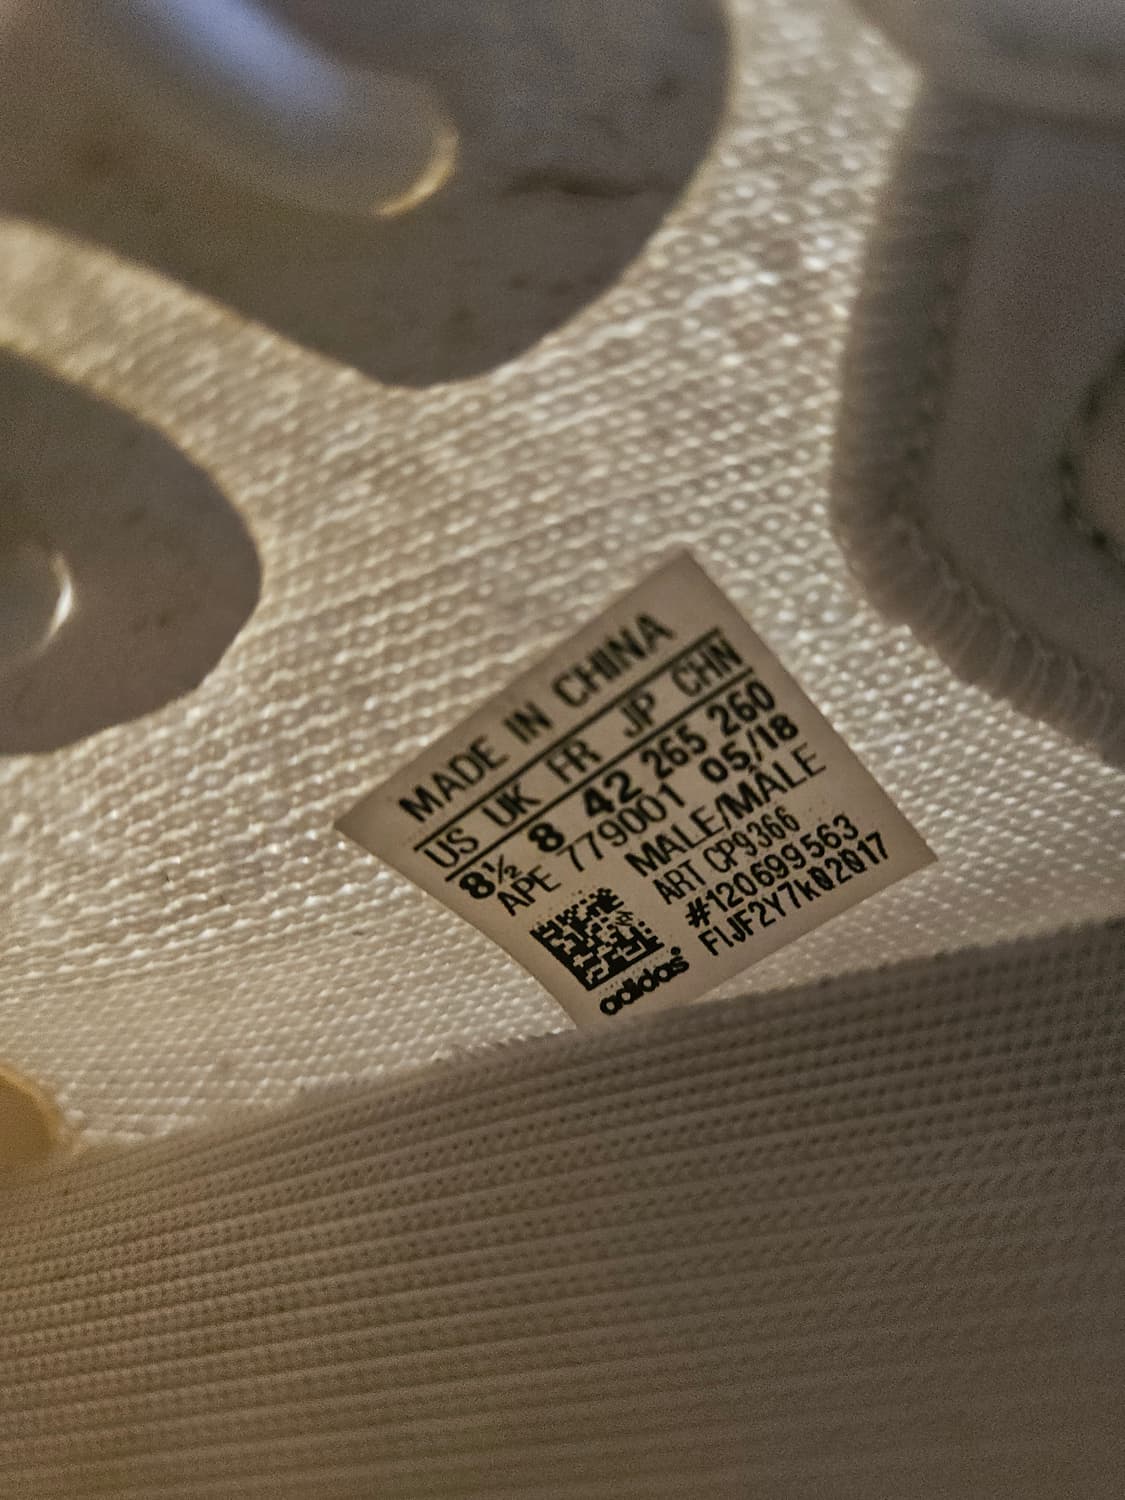 MADE IN CHINA
US UK FR JP CHN
8½ 8 42 265 260
APE 779001 05/18
MALE/MÂLE
ART CP9366
#120699563
adidas